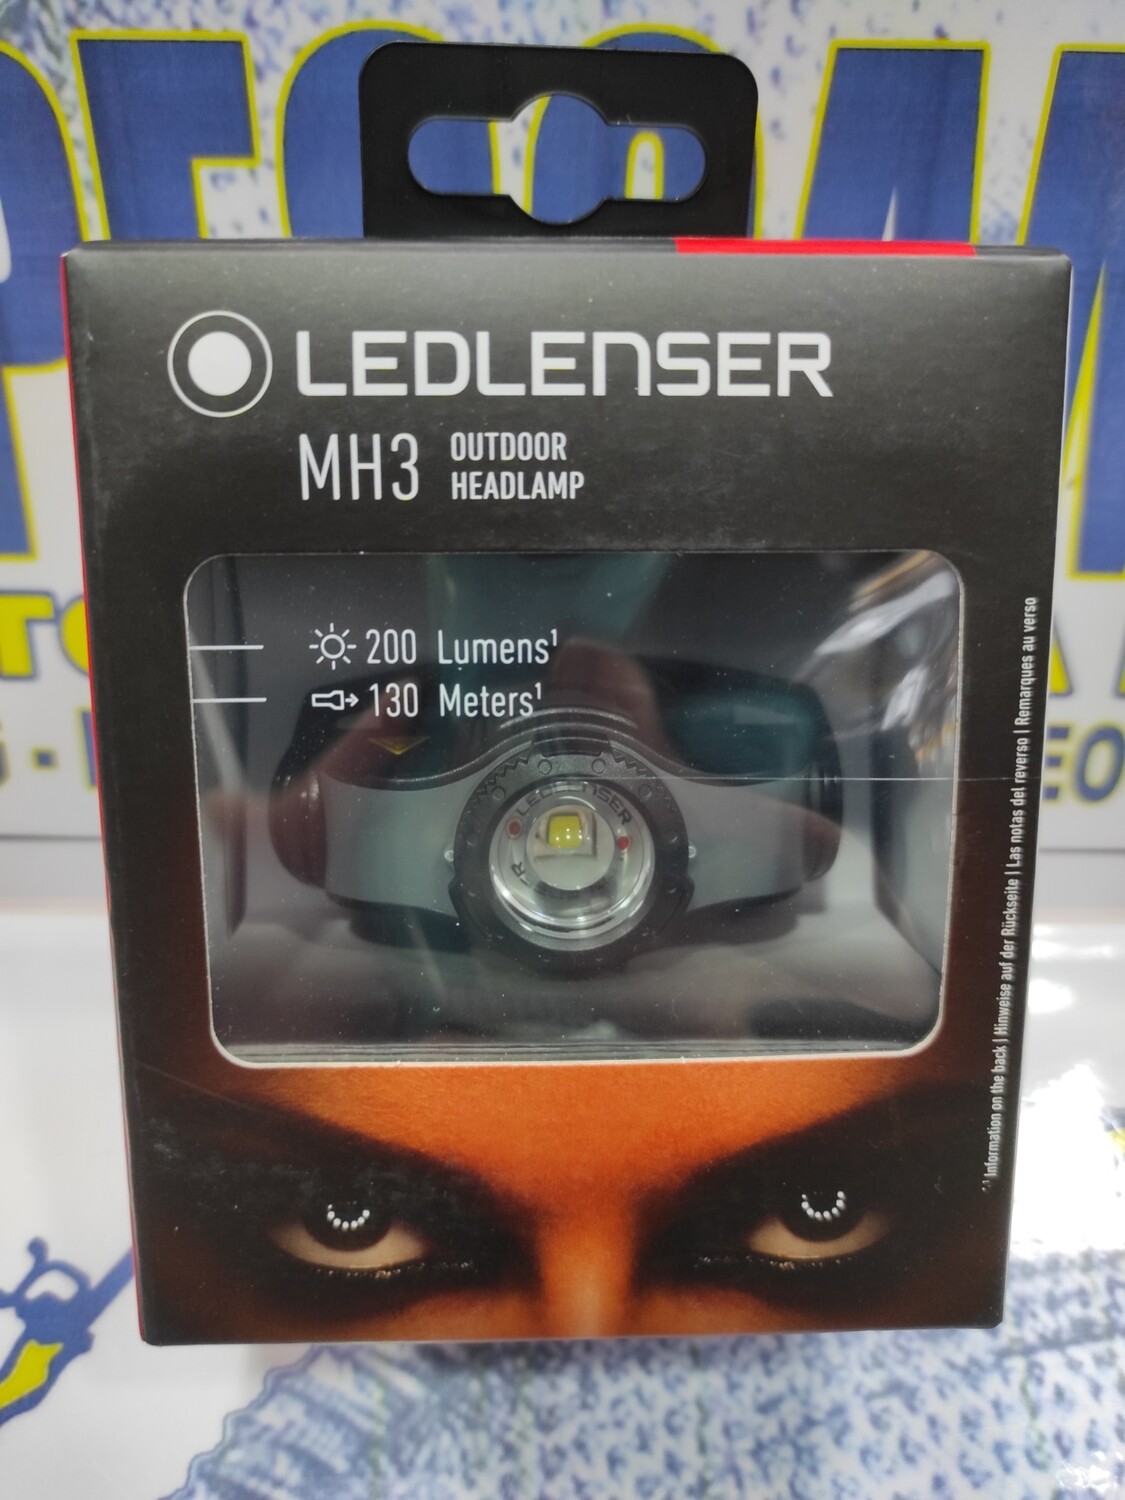 LEDLENSER
MH3 OUTDOOR
HEADLAMP
200 Lumens¹
130 Meters¹
LEDLENSER
¹⁾ Information on the back | Hinweise auf der Rückseite | Las notas del reverso | Remarques au verso